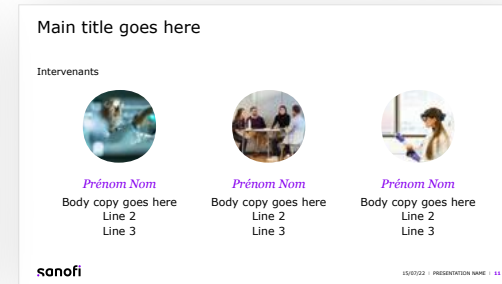 Main title goes here
Intervenants
Prénom Nom
Body copy goes here
Line 2
Line 3
Prénom Nom
Body copy goes here
Line 2
Line 3
Prénom Nom
Body copy goes here
Line 2
Line 3
sanofi
15/07/22 | PRESENTATION NAME | 11